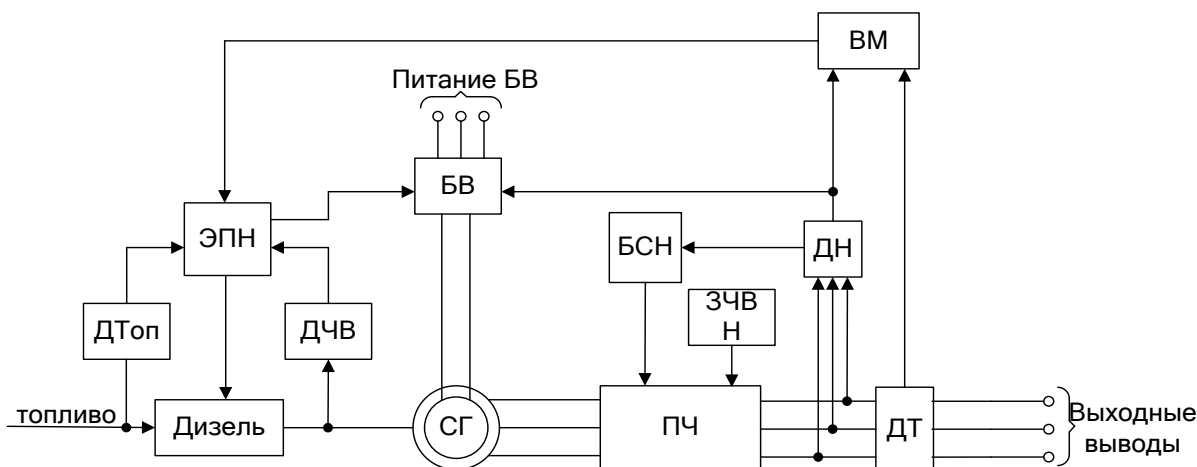 ВМ
Питание БВ
БВ
ЭПН
БСН
ДН
ДТоп
ДЧВ
ЗЧВ
Н
топливо
Дизель
СГ
ПЧ
ДТ
Выходные
выводы